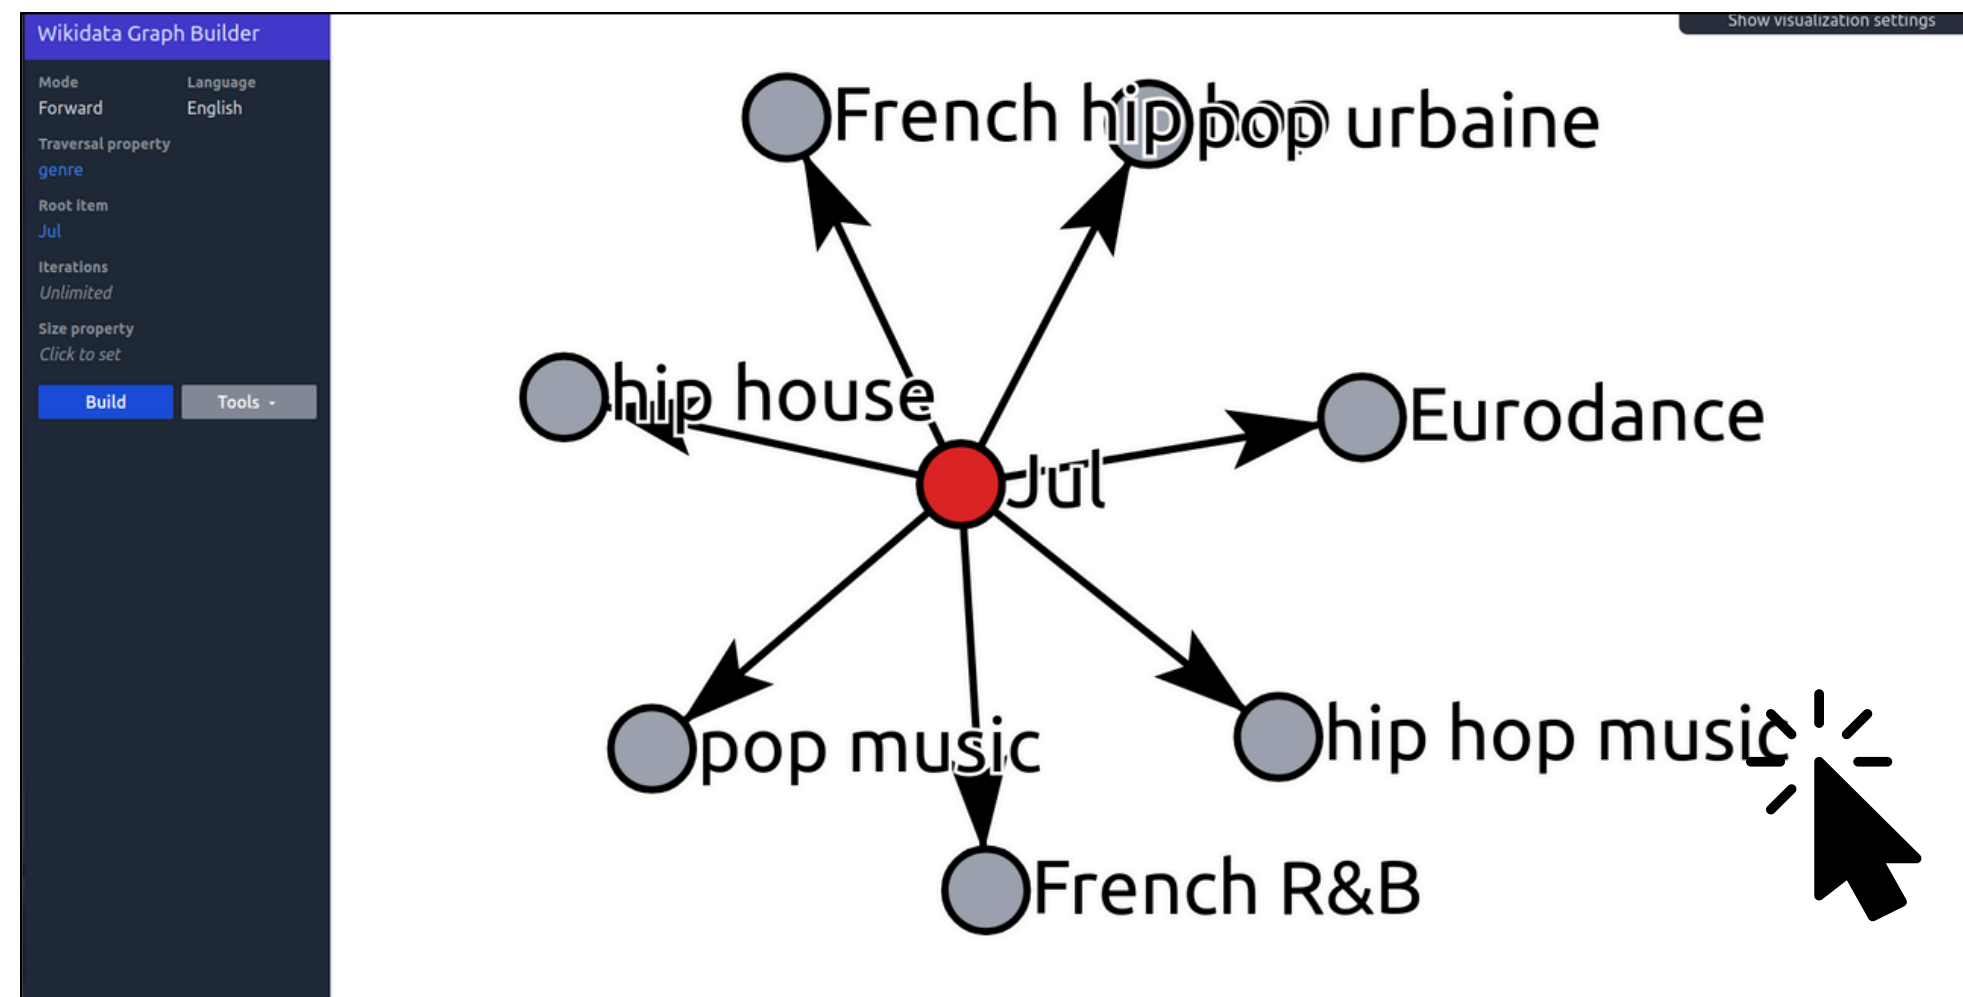 Wikidata Graph Builder
Show visualization settings
Mode
Language
Forward
English
Traversal property
genre
Root item
Jul
Iterations
Unlimited
Size property
Click to set
Build
Tools
French hip hop
pop urbaine
hip house
Eurodance
Jul
pop music
hip hop music
French R&B